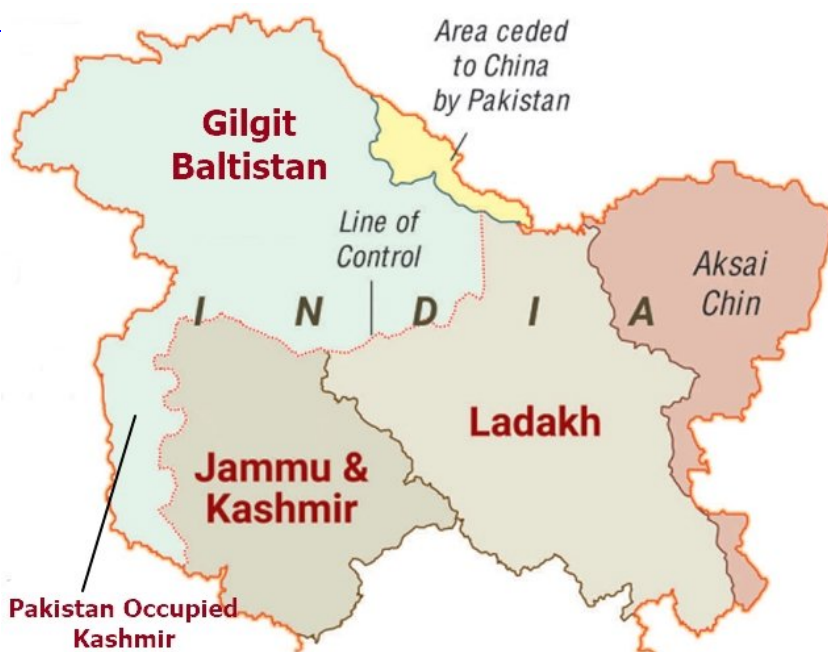 Area ceded
to China
by Pakistan
Gilgit
Baltistan
Line of
Control
Aksai
Chin
I N D I A
Ladakh
Jammu &
Kashmir
Pakistan Occupied
Kashmir